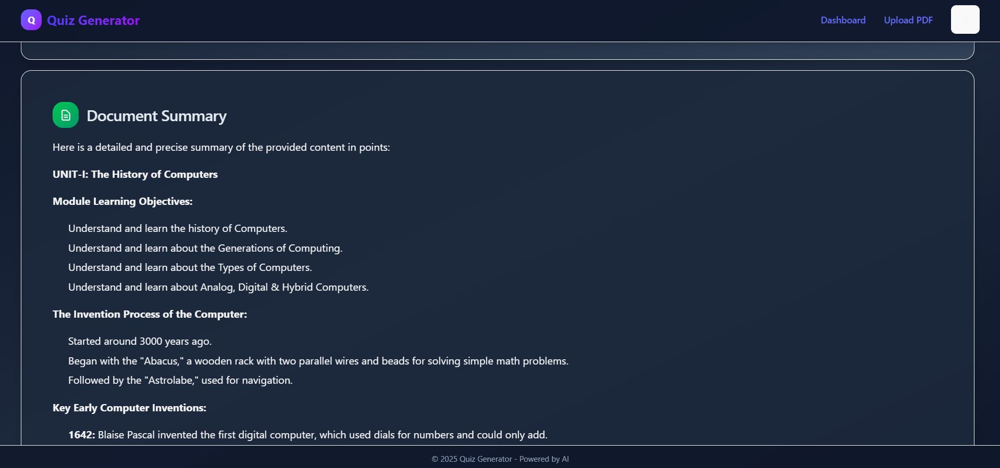 Q Quiz Generator
Dashboard Upload PDF
Document Summary
Here is a detailed and precise summary of the provided content in points:
UNIT-I: The History of Computers
Module Learning Objectives:
Understand and learn the history of Computers.
Understand and learn about the Generations of Computing.
Understand and learn about the Types of Computers.
Understand and learn about Analog, Digital & Hybrid Computers.
The Invention Process of the Computer:
Started around 3000 years ago.
Began with the "Abacus," a wooden rack with two parallel wires and beads for solving simple math problems.
Followed by the "Astrolabe," used for navigation.
Key Early Computer Inventions:
1642: Blaise Pascal invented the first digital computer, which used dials for numbers and could only add.
© 2025 Quiz Generator - Powered by AI